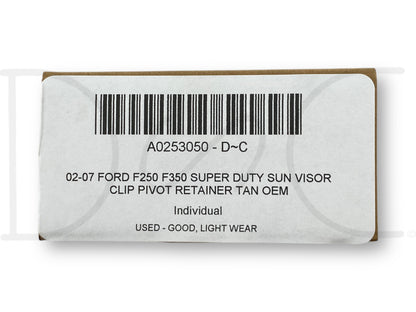 A0253050 - D~C
02-07 FORD F250 F350 SUPER DUTY SUN VISOR
CLIP PIVOT RETAINER TAN OEM
Individual
USED - GOOD, LIGHT WEAR